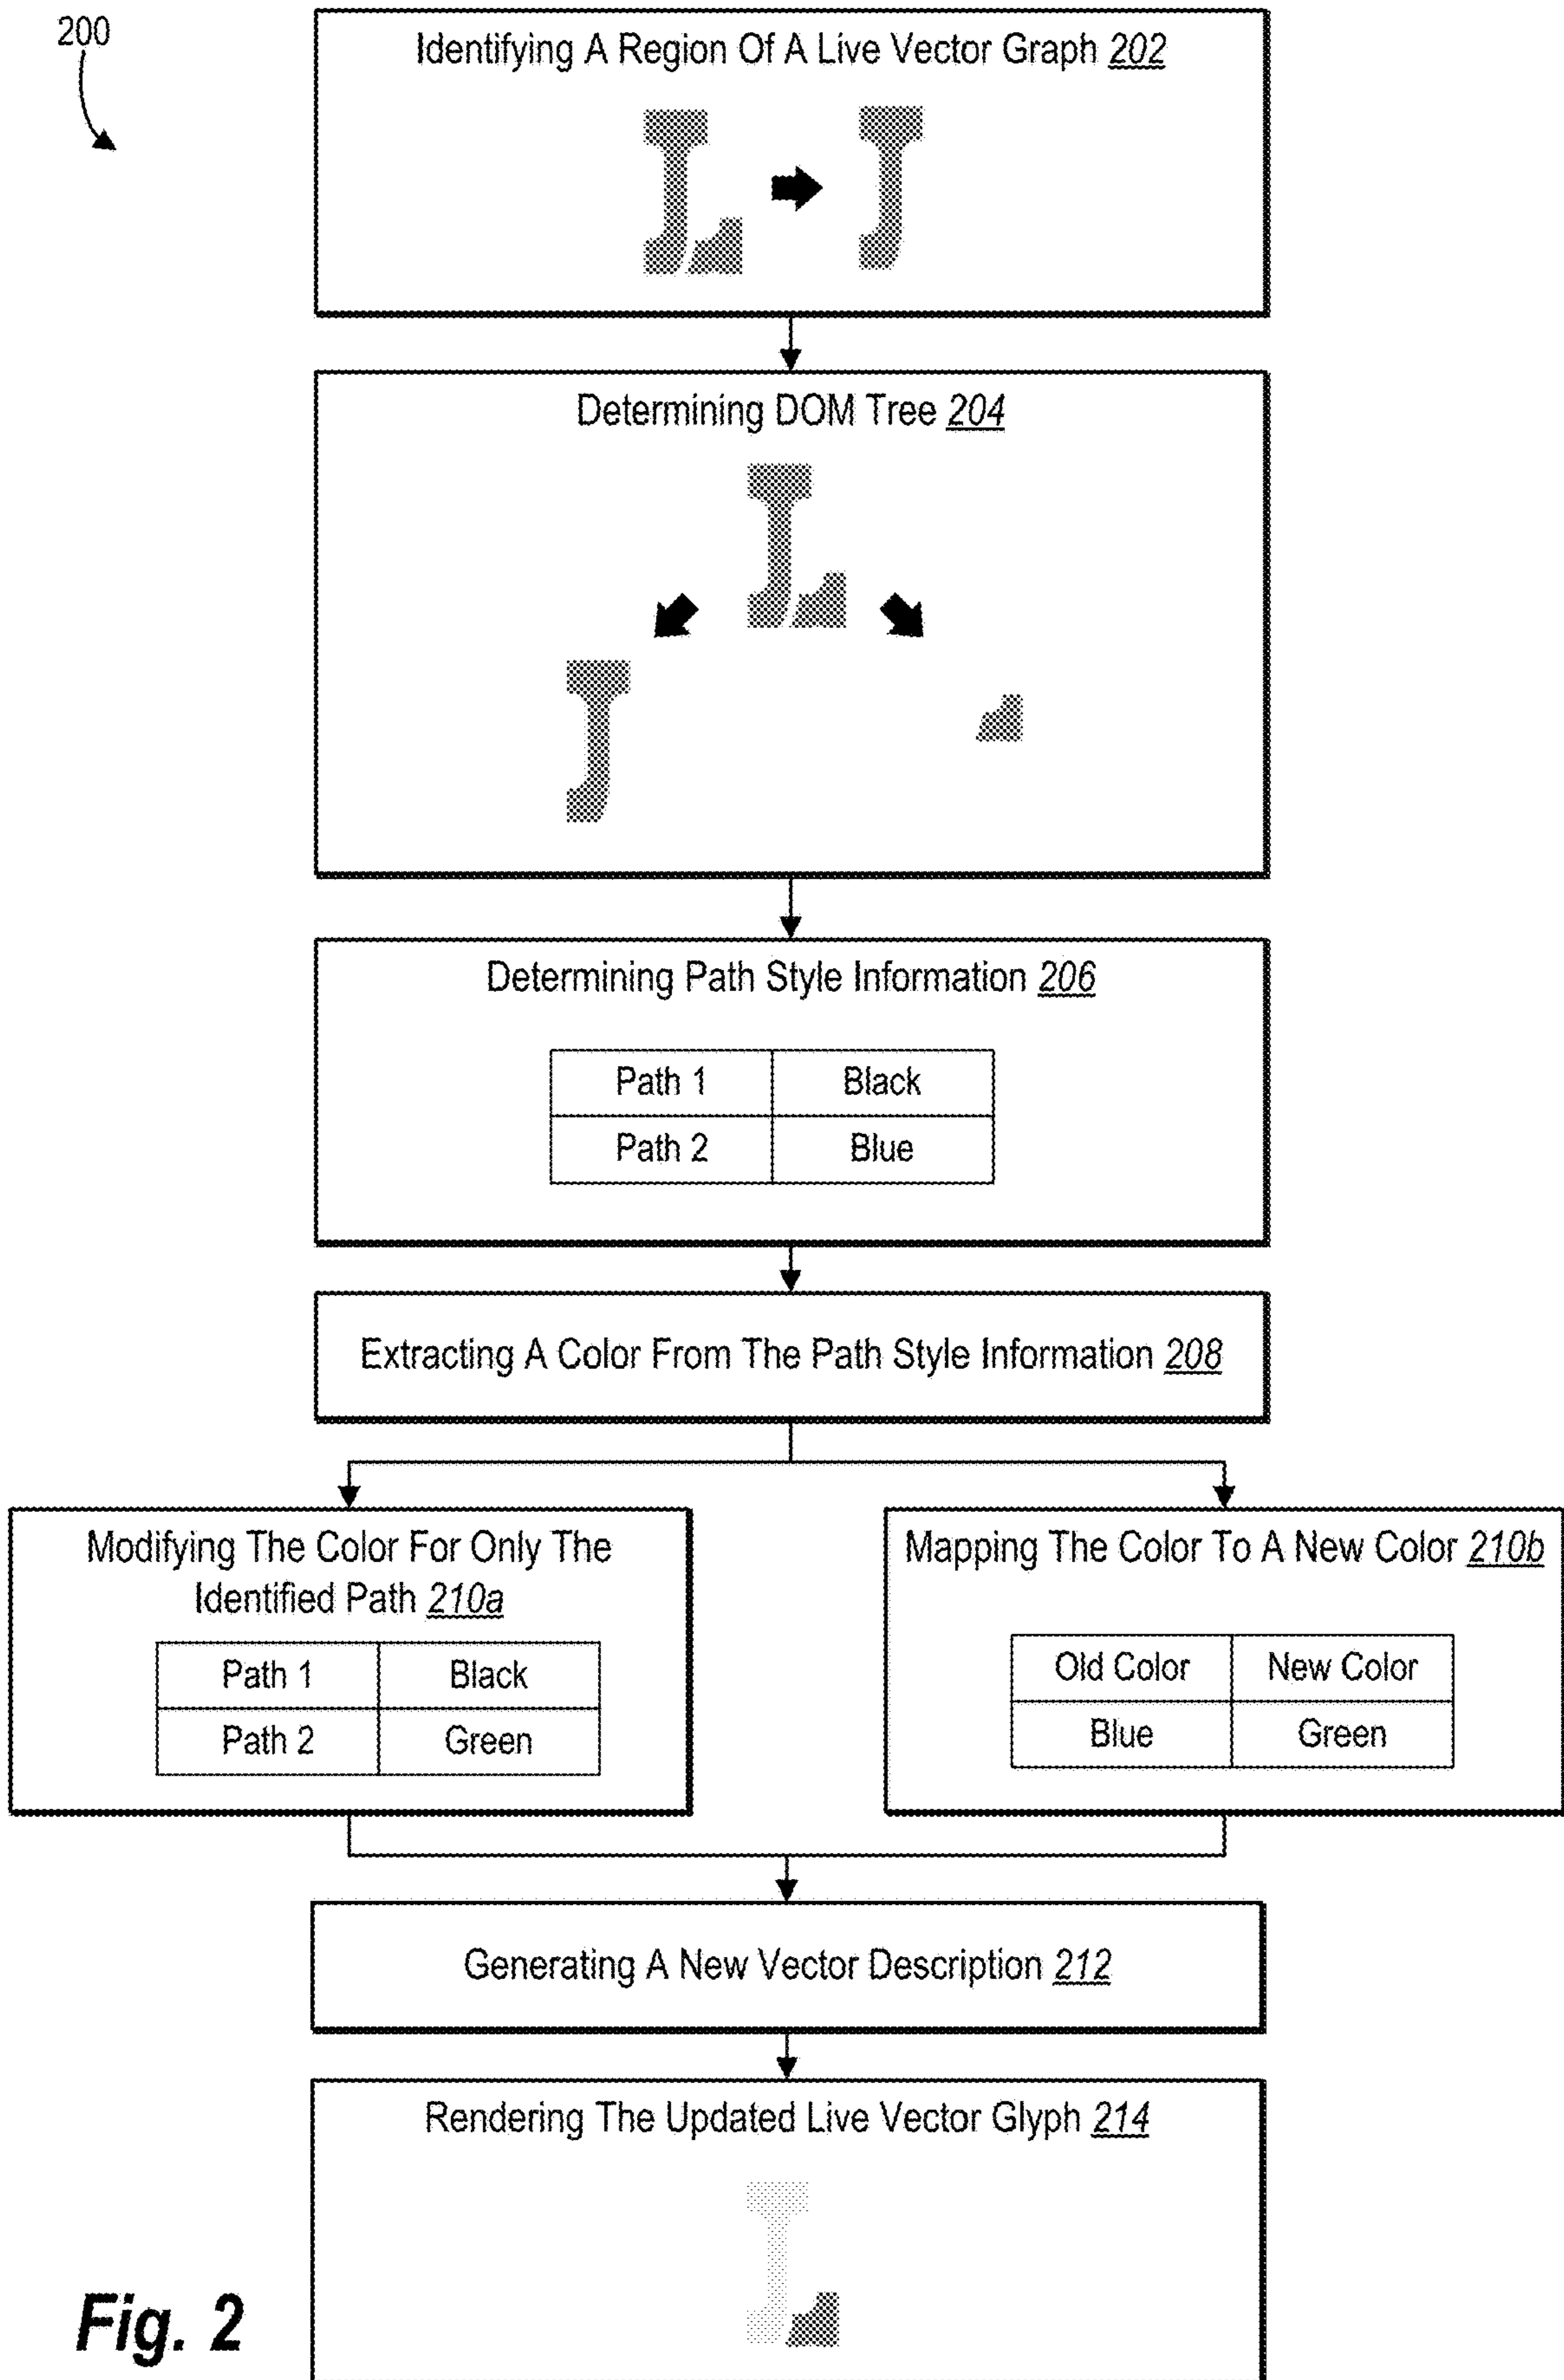 200
Identifying A Region Of A Live Vector Graph 202
Determining DOM Tree 204
Determining Path Style Information 206
Path 1 Black
Path 2 Blue
Extracting A Color From The Path Style Information 208
Modifying The Color For Only The
Identified Path 210a
Path 1 Black
Path 2 Green
Mapping The Color To A New Color 210b
Old Color New Color
Blue Green
Generating A New Vector Description 212
Rendering The Updated Live Vector Glyph 214
Fig. 2